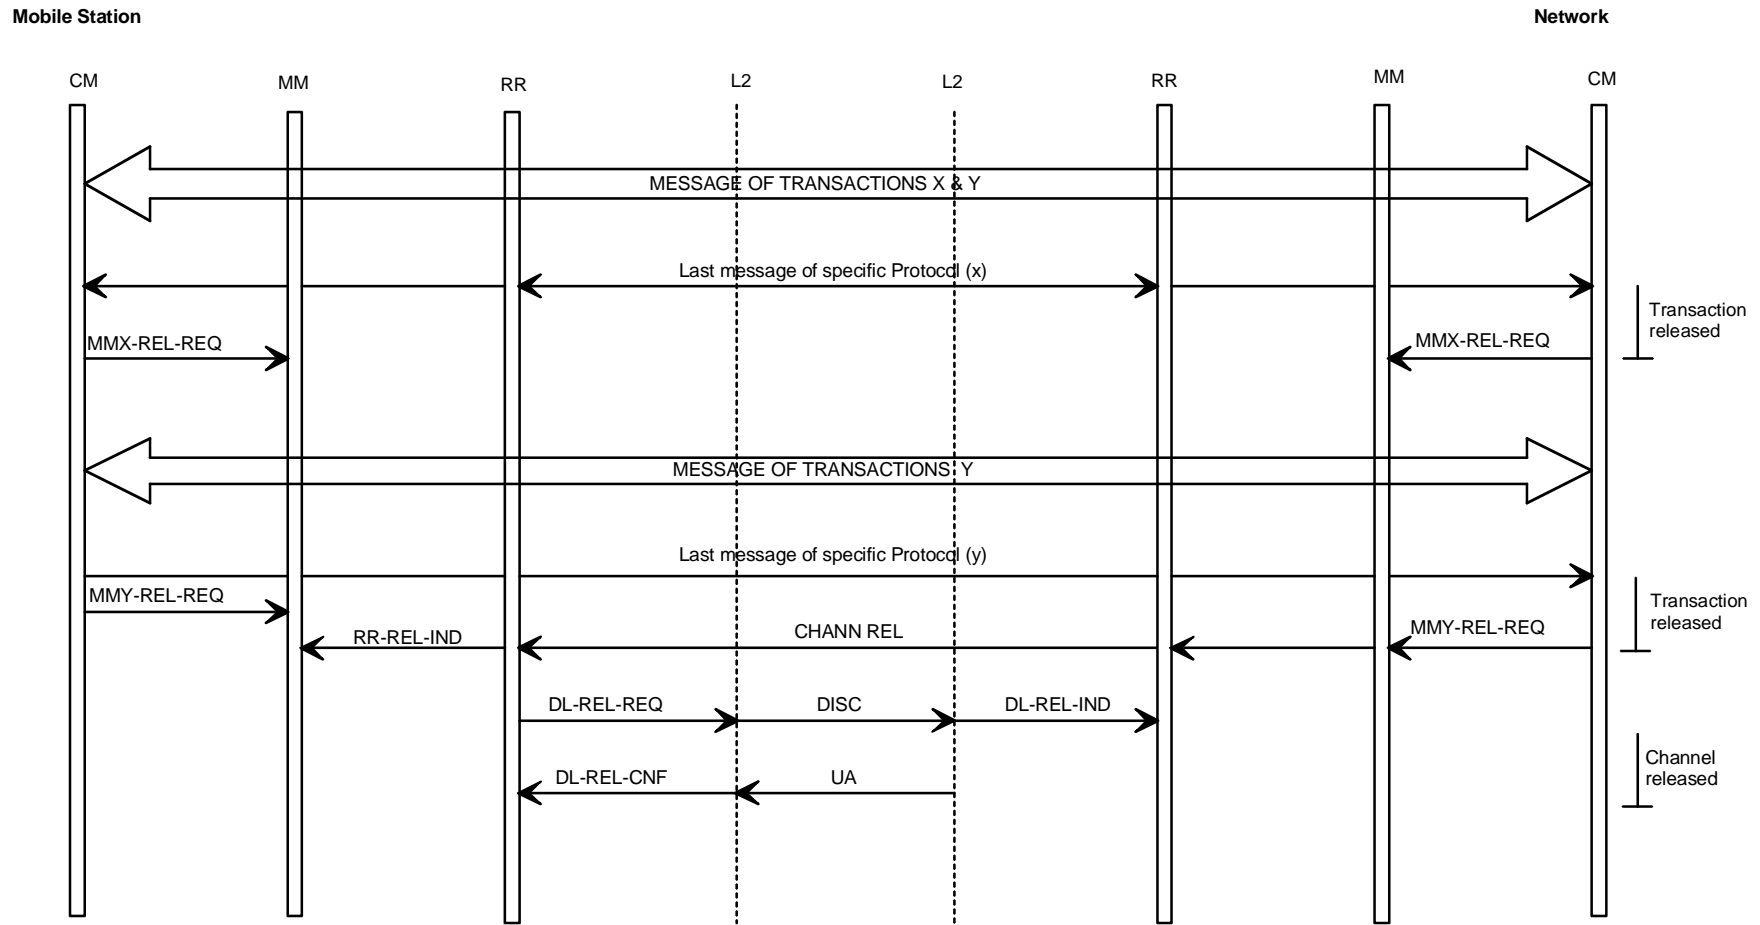 Mobile Station
Network
CM
MM
RR
L2
L2
RR
MM
CM
MESSAGE OF TRANSACTIONS X & Y
Last message of specific Protocol (x)
Transaction
released
MMX-REL-REQ
MMX-REL-REQ
MESSAGE OF TRANSACTIONS Y
Last message of specific Protocol (y)
MMY-REL-REQ
Transaction
released
RR-REL-IND
CHANN REL
MMY-REL-REQ
DL-REL-REQ
DISC
DL-REL-IND
Channel
released
DL-REL-CNF
UA